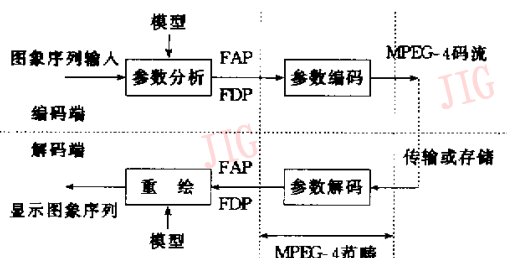 模型
图象序列输入
参数分析
FAP
FDP
参数编码
MPEG-4码流
JIG
编码端
解码端
JIG
传输或存储
重 绘
FAP
FDP
参数解码
显示图象序列
模型
MPEG-4范畴